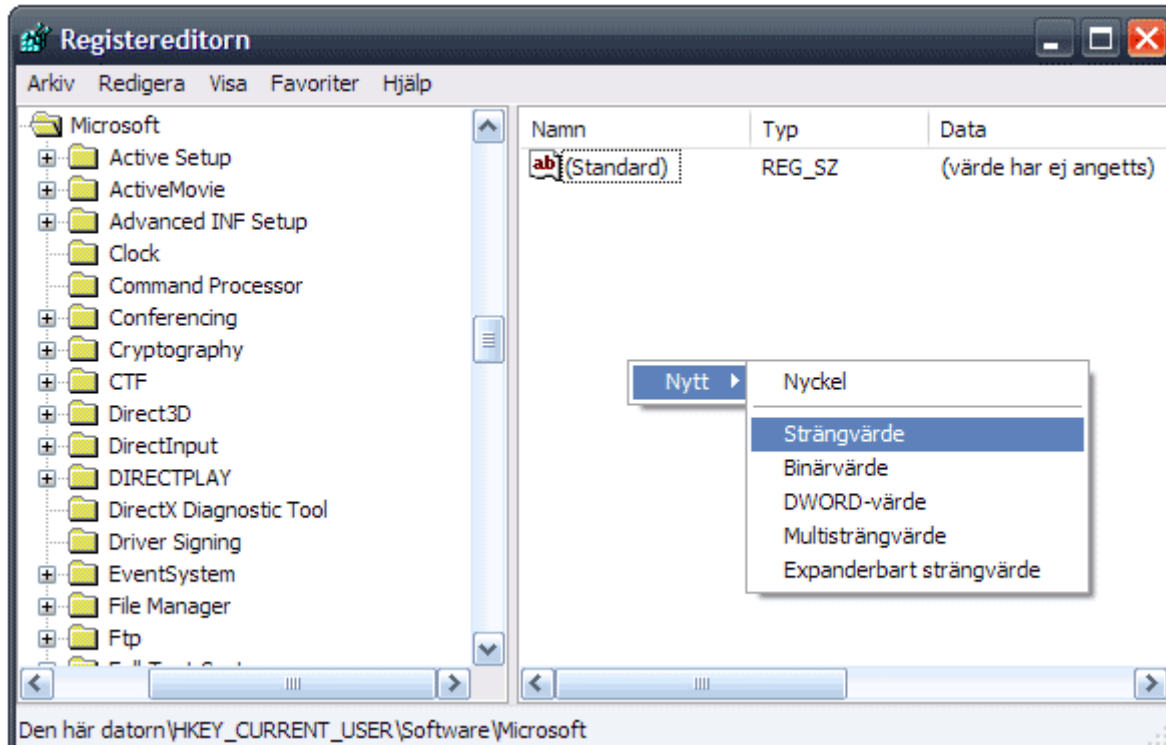 Registereditorn
Arkiv Redigera Visa Favoriter Hjälp
Microsoft
Active Setup
ActiveMovie
Advanced INF Setup
Clock
Command Processor
Conferencing
Cryptography
CTF
Direct3D
DirectInput
DIRECTPLAY
DirectX Diagnostic Tool
Driver Signing
EventSystem
File Manager
Ftp
Namn Typ Data
ab (Standard) REG_SZ (värde har ej angetts)
Nytt
Nyckel
Strängvärde
Binärvärde
DWORD-värde
Multisträngvärde
Expanderbart strängvärde
Den här datorn\HKEY_CURRENT_USER\Software\Microsoft